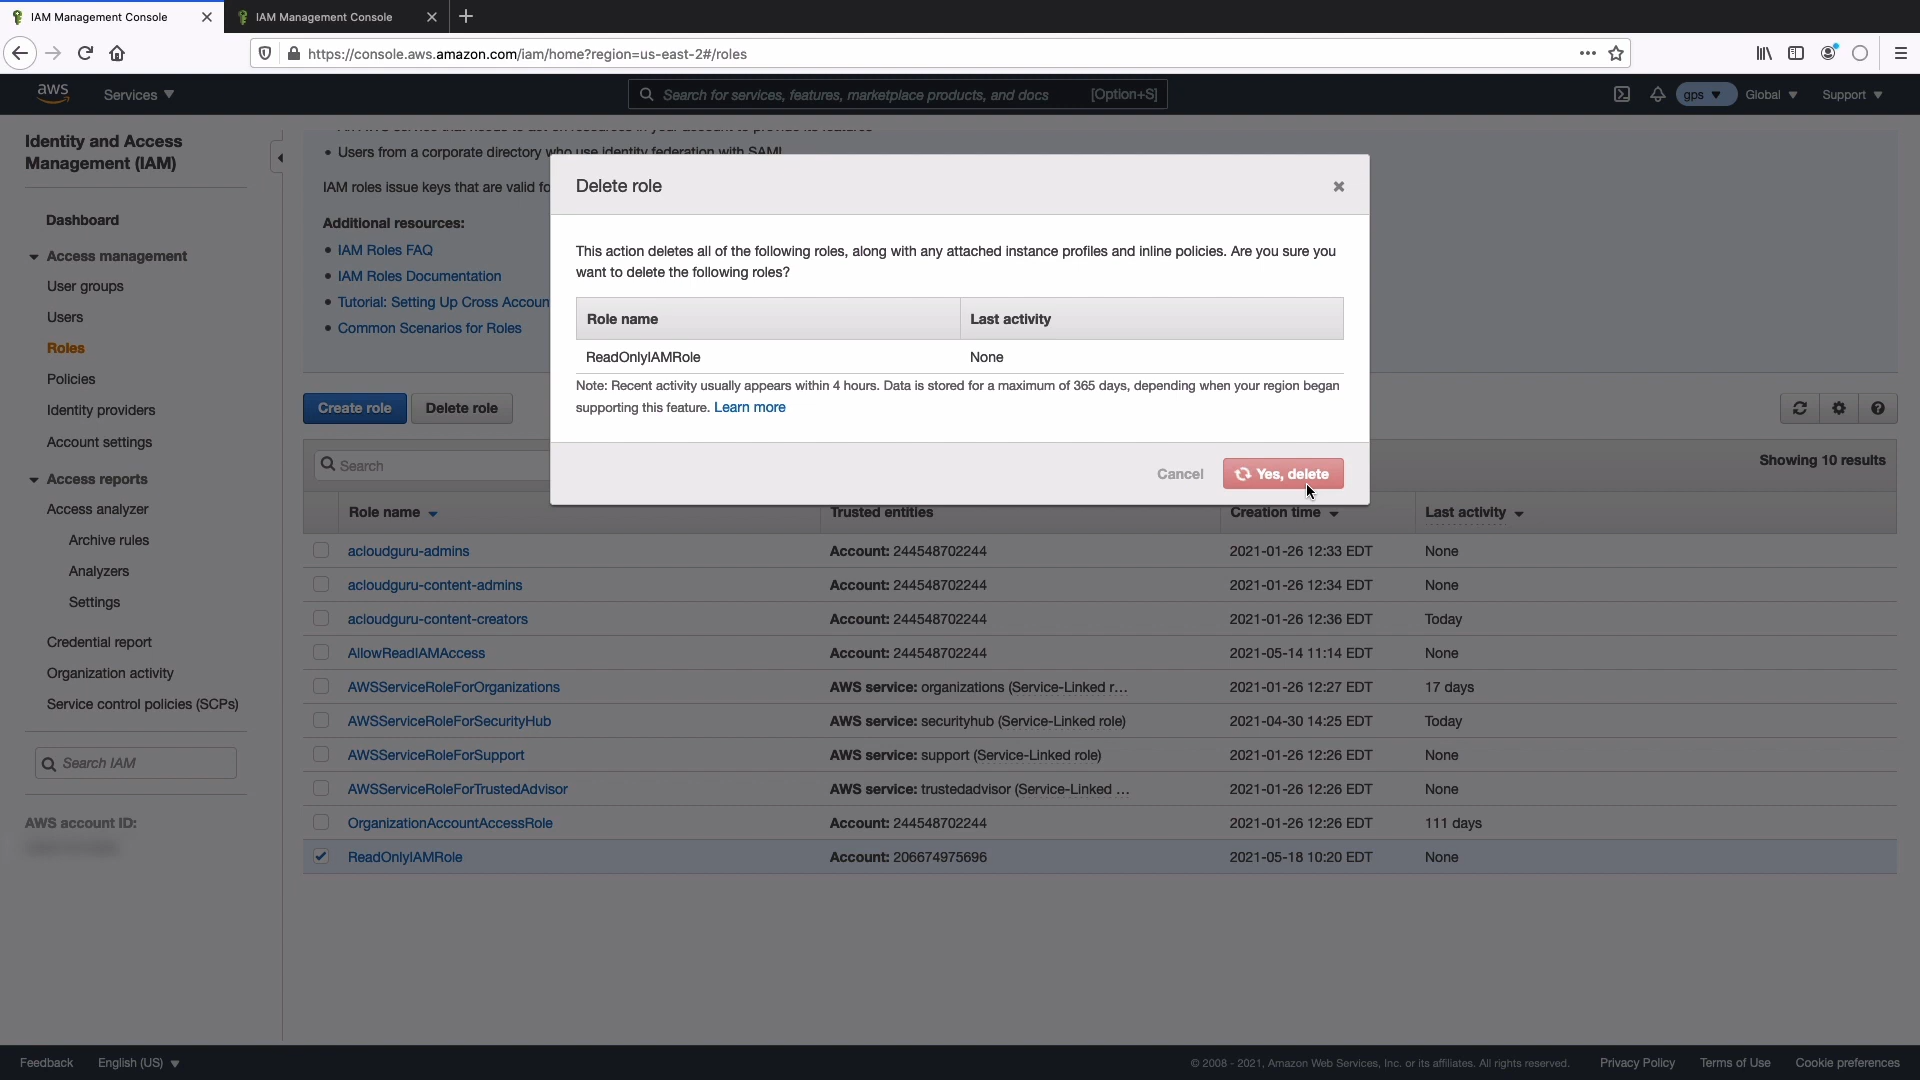 IAM Management Console
IAM Management Console
https://console.aws.amazon.com/iam/home?region=us-east-2#/roles
aws
Services
Search for services, features, marketplace products, and docs
[Option+S]
gps
Global
Support
Identity and Access
Management (IAM)
Dashboard
Access management
User groups
Users
Roles
Policies
Identity providers
Account settings
Access reports
Access analyzer
Archive rules
Analyzers
Settings
Credential report
Organization activity
Service control policies (SCPs)
Search IAM
AWS account ID:
• Users from a corporate directory who use identity federation with SAML
IAM roles issue keys that are valid fo
Additional resources:
• IAM Roles FAQ
• IAM Roles Documentation
• Tutorial: Setting Up Cross Accoun
• Common Scenarios for Roles
Delete role
This action deletes all of the following roles, along with any attached instance profiles and inline policies. Are you sure you
want to delete the following roles?
Role name Last activity
ReadOnlyIAMRole None
Note: Recent activity usually appears within 4 hours. Data is stored for a maximum of 365 days, depending when your region began
supporting this feature. Learn more
Cancel Yes, delete
Create role Delete role
Search
Showing 10 results
Role name Trusted entities Creation time Last activity
acloudguru-admins Account: 244548702244 2021-01-26 12:33 EDT None
acloudguru-content-admins Account: 244548702244 2021-01-26 12:34 EDT None
acloudguru-content-creators Account: 244548702244 2021-01-26 12:36 EDT Today
AllowReadIAMAccess Account: 244548702244 2021-05-14 11:14 EDT None
AWSServiceRoleForOrganizations AWS service: organizations (Service-Linked r... 2021-01-26 12:27 EDT 17 days
AWSServiceRoleForSecurityHub AWS service: securityhub (Service-Linked role) 2021-04-30 14:25 EDT Today
AWSServiceRoleForSupport AWS service: support (Service-Linked role) 2021-01-26 12:26 EDT None
AWSServiceRoleForTrustedAdvisor AWS service: trustedadvisor (Service-Linked ... 2021-01-26 12:26 EDT None
OrganizationAccountAccessRole Account: 244548702244 2021-01-26 12:26 EDT 111 days
ReadOnlyIAMRole Account: 206674975696 2021-05-18 10:20 EDT None
Feedback English (US)
© 2008 - 2021, Amazon Web Services, Inc. or its affiliates. All rights reserved. Privacy Policy Terms of Use Cookie preferences